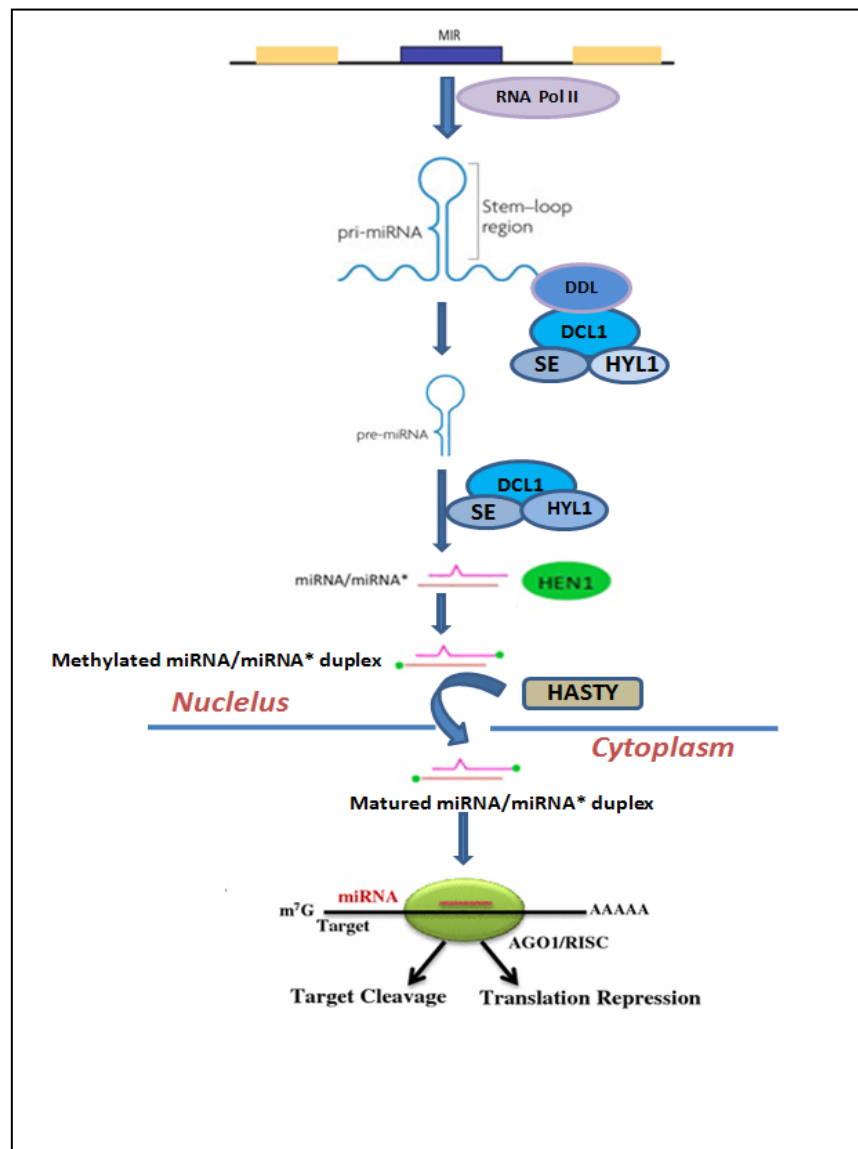 MIR
RNA Pol II
Stem–loop
region
pri-miRNA
DDL
DCL1
SE
HYL1
pre-miRNA
DCL1
SE
HYL1
miRNA/miRNA*
HEN1
Methylated miRNA/miRNA* duplex
HASTY
Nuclelus
Cytoplasm
Matured miRNA/miRNA* duplex
miRNA
m⁷G
AAAAA
Target
AGO1/RISC
Target Cleavage
Translation Repression